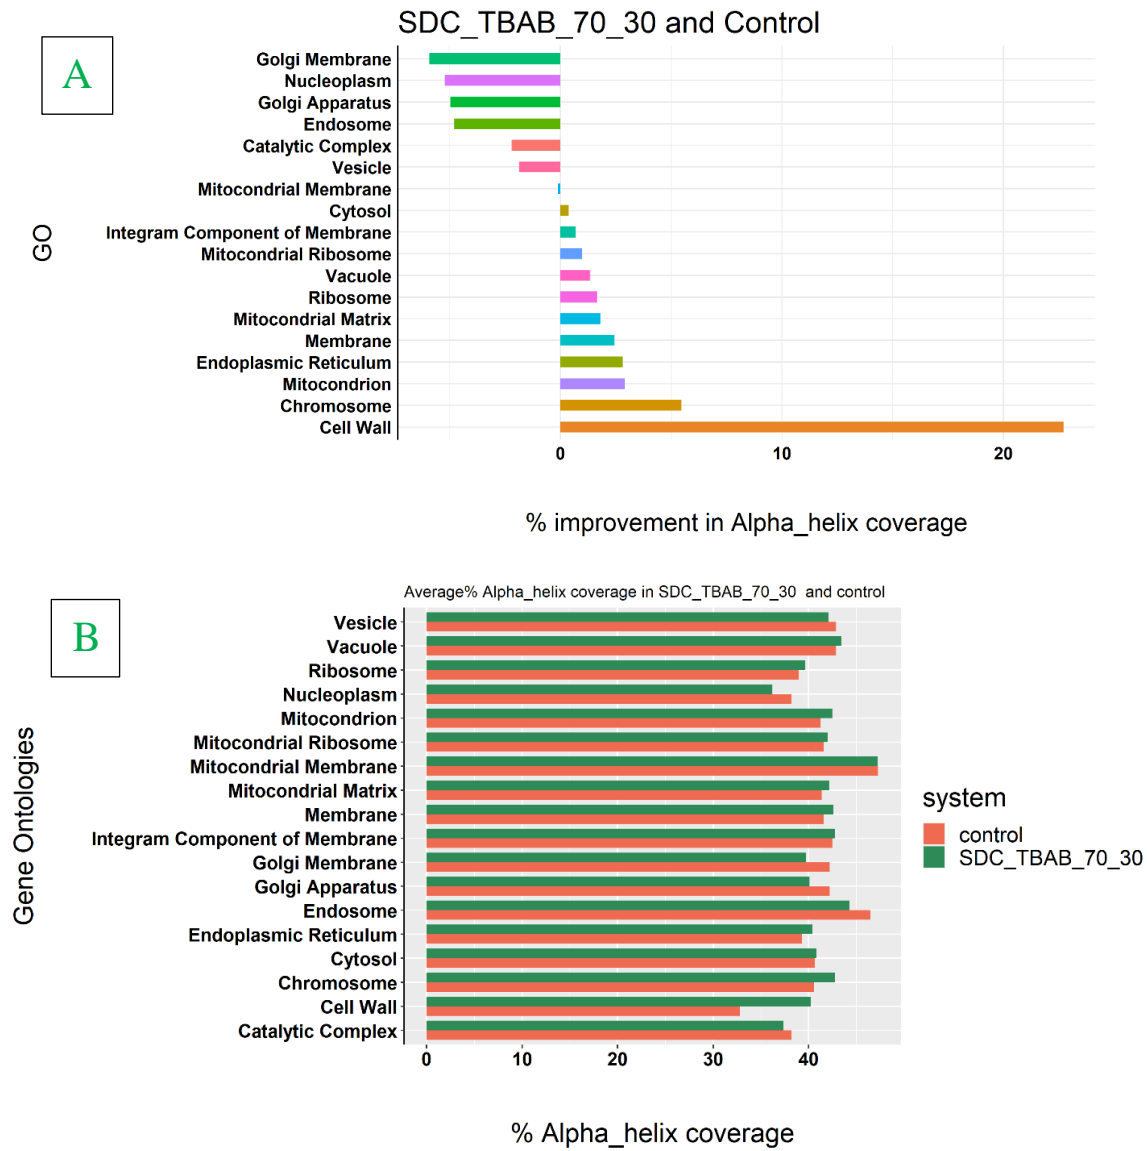 SDC_TBAB_70_30 and Control
A
Golgi Membrane
Nucleoplasm
Golgi Apparatus
Endosome
Catalytic Complex
Vesicle
Mitocondrial Membrane
Cytosol
Integram Component of Membrane
Mitocondrial Ribosome
Vacuole
Ribosome
Mitocondrial Matrix
Membrane
Endoplasmic Reticulum
Mitocondrion
Chromosome
Cell Wall
GO
0 10 20
% improvement in Alpha_helix coverage
Average% Alpha_helix coverage in SDC_TBAB_70_30 and control
B
Vesicle
Vacuole
Ribosome
Nucleoplasm
Mitocondrion
Mitocondrial Ribosome
Mitocondrial Membrane
Mitocondrial Matrix
Membrane
Integram Component of Membrane
Golgi Membrane
Golgi Apparatus
Endosome
Endoplasmic Reticulum
Cytosol
Chromosome
Cell Wall
Catalytic Complex
Gene Ontologies
0 10 20 30 40
% Alpha_helix coverage
system
control
SDC_TBAB_70_30